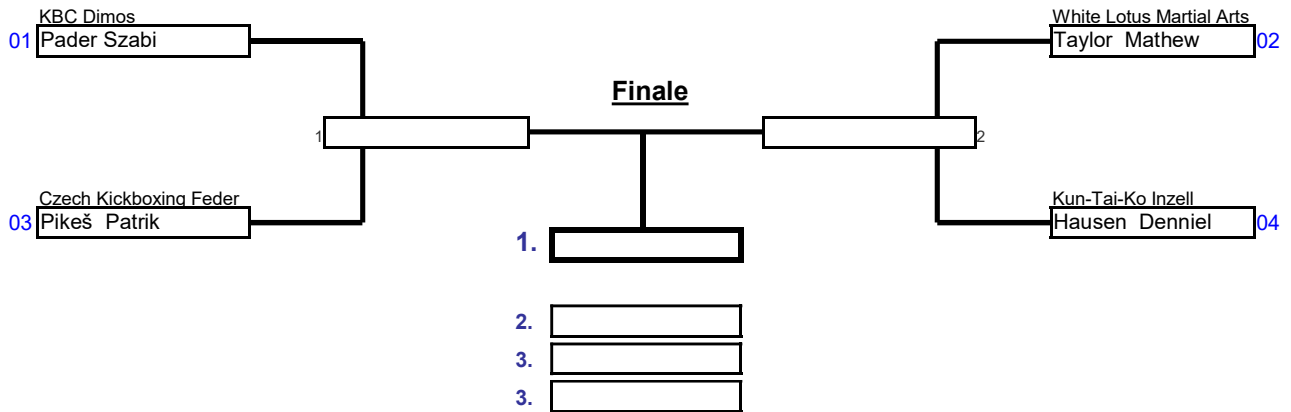 KBC Dimos
01 Pader Szabi
White Lotus Martial Arts
Taylor Mathew 02
Finale
1
2
Czech Kickboxing Feder
03 Pikeš Patrik
Kun-Tai-Ko Inzell
Hausen Denniel 04
1.
2.
3.
3.